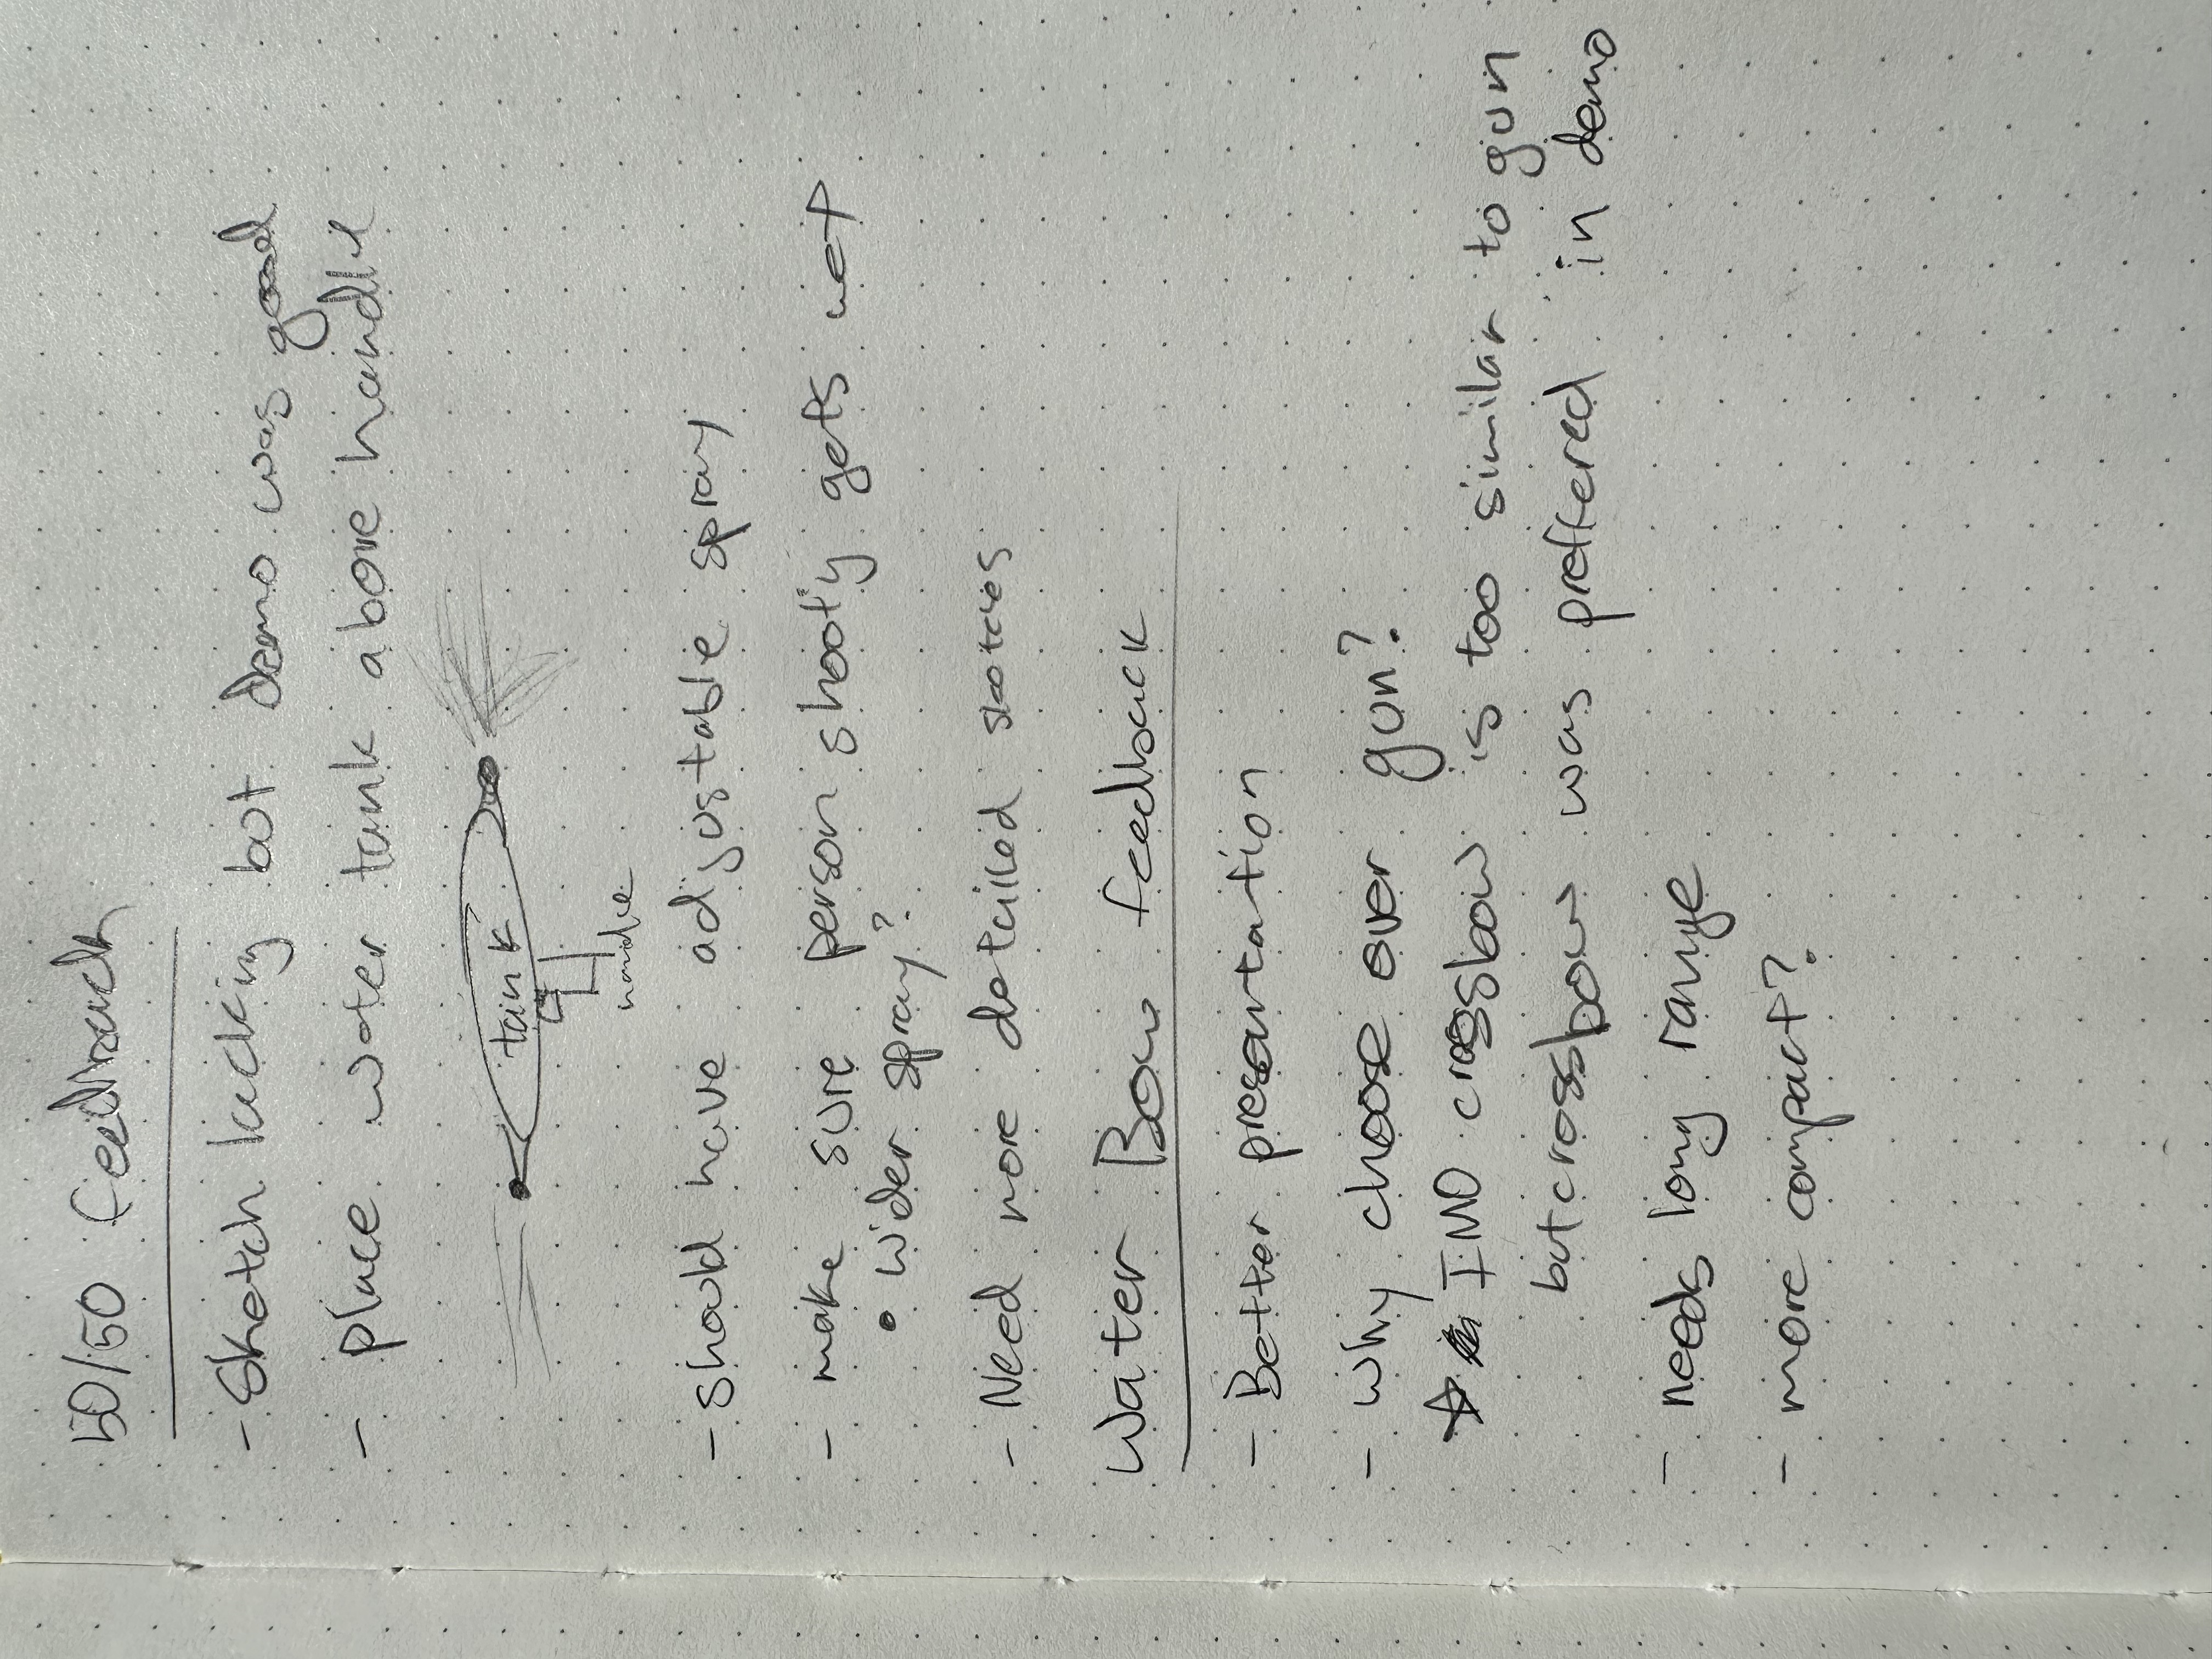 50/50 feedback
- Sketch lacking but demo was good
- place water tank above handle
tank
handle
- should have adjustable spray
- make sure person shooting gets wet
• Wider spray?
- Need more detailed sketches
Water Bow feedback
- Better presentation
- Why choose over gun?
☆ IMO crossbow is too similar to gun
but crossbow was preffered in demo
- needs long range
- more compact?